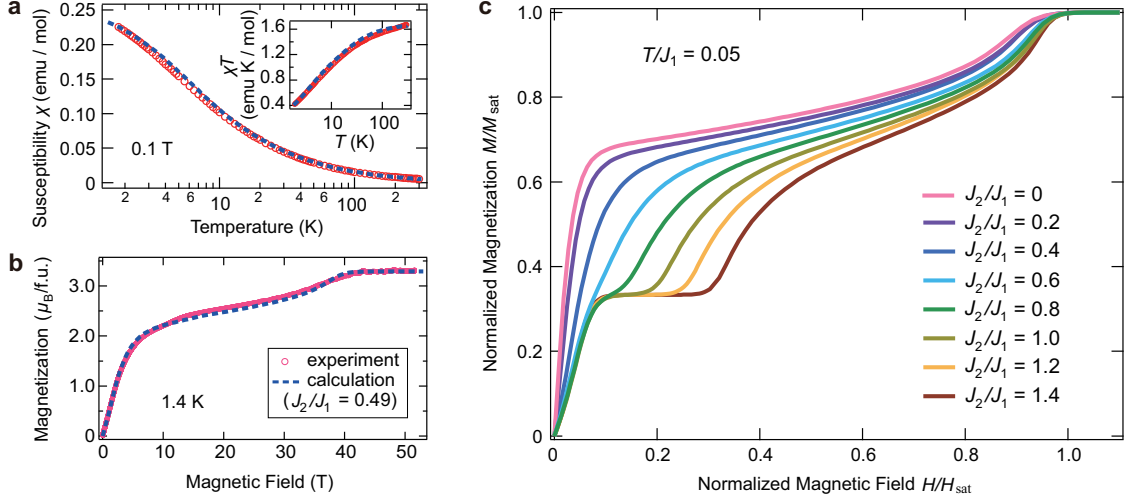 a
Susceptibility χ (emu / mol)
0.25
0.20
0.15
0.10
0.05
0
0.1 T
2
4
6
10
2
4
6
100
2
Temperature (K)
χT
(emu K / mol)
1.6
1.2
0.8
0.4
10
100
T (K)
b
Magnetization (μB/f.u.)
3.0
2.0
1.0
0
1.4 K
experiment
calculation
(J2/J1 = 0.49)
0
10
20
30
40
50
Magnetic Field (T)
c
Normalized Magnetization M/Msat
1.0
0.8
0.6
0.4
0.2
0
T/J1 = 0.05
J2/J1 = 0
J2/J1 = 0.2
J2/J1 = 0.4
J2/J1 = 0.6
J2/J1 = 0.8
J2/J1 = 1.0
J2/J1 = 1.2
J2/J1 = 1.4
0
0.2
0.4
0.6
0.8
1.0
Normalized Magnetic Field H/Hsat